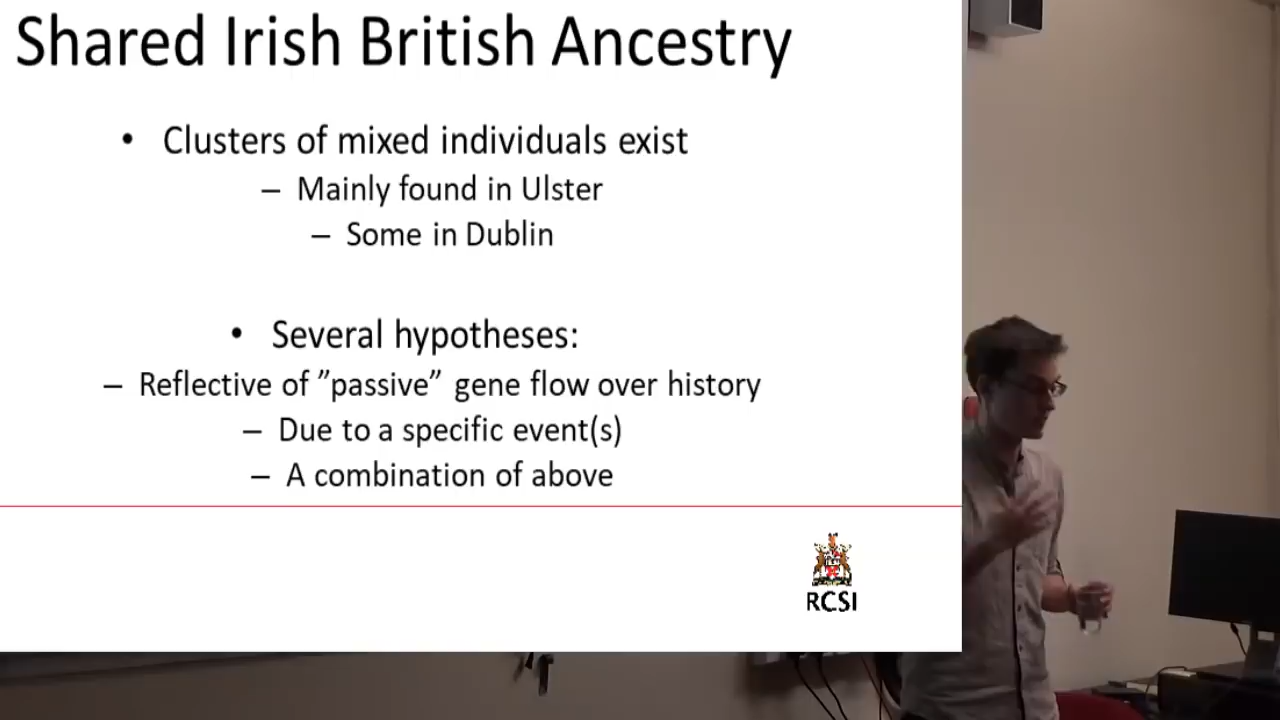 Shared Irish British Ancestry
• Clusters of mixed individuals exist
– Mainly found in Ulster
– Some in Dublin
• Several hypotheses:
– Reflective of ”passive” gene flow over history
– Due to a specific event(s)
– A combination of above
RCSI